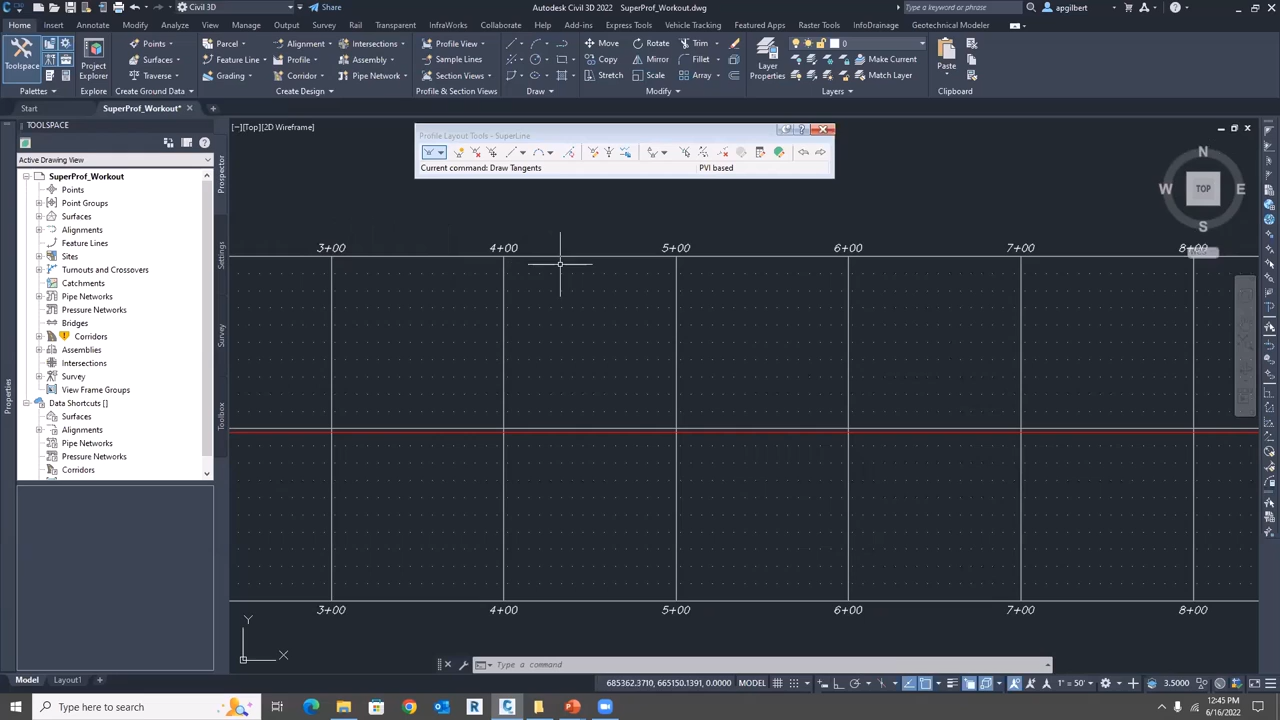 Civil 3D
Share
Autodesk Civil 3D 2022 SuperProf_Workout.dwg
Type a keyword or phrase
apgilbert
Home Insert Annotate Modify Analyze View Manage Output Survey Rail InfraWorks Collaborate Help Add-ins Express Tools Vehicle Tracking Featured Apps Raster Tools InfoDrainage Geotechnical Modeler
Toolspace
Project
Explorer
Points
Surfaces
Traverse
Parcel
Feature Line
Grading
Alignment
Profile
Corridor
Intersections
Assembly
Pipe Network
Profile View
Sample Lines
Section Views
Move
Copy
Stretch
Rotate
Mirror
Scale
Trim
Fillet
Array
Layer
Properties
0
Make Current
Match Layer
Paste
Palettes Explore Create Ground Data Create Design Profile & Section Views Draw Modify Layers Clipboard
Start SuperProf_Workout*
TOOLSPACE
Active Drawing View
SuperProf_Workout
Points
Point Groups
Surfaces
Alignments
Feature Lines
Sites
Turnouts and Crossovers
Catchments
Pipe Networks
Pressure Networks
Bridges
Corridors
Assemblies
Intersections
Survey
View Frame Groups
Data Shortcuts []
Surfaces
Alignments
Pipe Networks
Pressure Networks
Corridors
Prospector
Settings
Survey
Toolbox
Properties
[−][Top][2D Wireframe]
Profile Layout Tools - SuperLine
Current command: Draw Tangents PVI based
N
W TOP E
S
3+00 4+00 5+00 6+00 7+00 8+00
3+00 4+00 5+00 6+00 7+00 8+00
Y
X
Type a command
Model Layout1
685362.3710, 665150.1391, 0.0000 MODEL 1" = 50' 3.5000
Type here to search
12:45 PM
6/16/2022